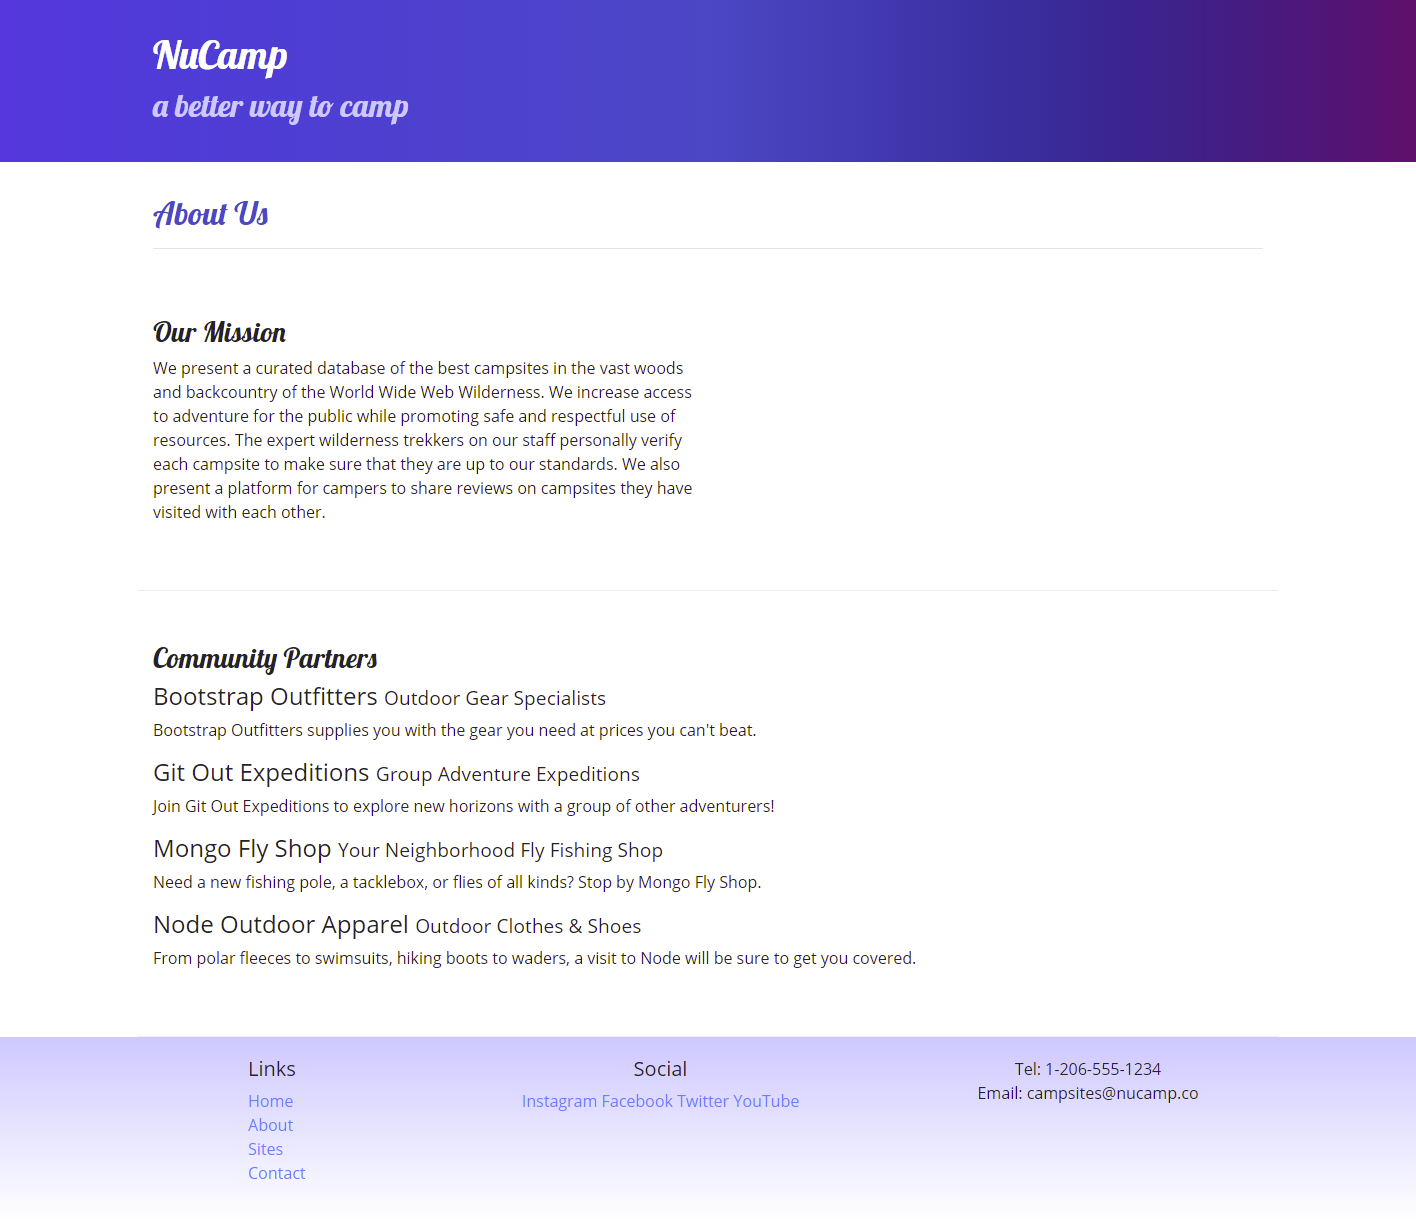 NuCamp
a better way to camp
About Us
Our Mission
We present a curated database of the best campsites in the vast woods
and backcountry of the World Wide Web Wilderness. We increase access
to adventure for the public while promoting safe and respectful use of
resources. The expert wilderness trekkers on our staff personally verify
each campsite to make sure that they are up to our standards. We also
present a platform for campers to share reviews on campsites they have
visited with each other.
Community Partners
Bootstrap Outfitters Outdoor Gear Specialists
Bootstrap Outfitters supplies you with the gear you need at prices you can't beat.
Git Out Expeditions Group Adventure Expeditions
Join Git Out Expeditions to explore new horizons with a group of other adventurers!
Mongo Fly Shop Your Neighborhood Fly Fishing Shop
Need a new fishing pole, a tacklebox, or flies of all kinds? Stop by Mongo Fly Shop.
Node Outdoor Apparel Outdoor Clothes & Shoes
From polar fleeces to swimsuits, hiking boots to waders, a visit to Node will be sure to get you covered.
Links
Home
About
Sites
Contact
Social
Instagram Facebook Twitter YouTube
Tel: 1-206-555-1234
Email: campsites@nucamp.co